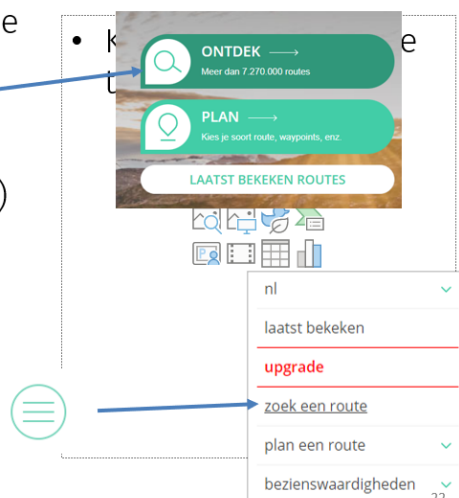 e
• K e
t
ONTDEK →
Meer dan 7.270.000 routes
PLAN →
Kies je soort route, waypoints, enz.
LAATST BEKEKEN ROUTES
nl
laatst bekeken
upgrade
zoek een route
plan een route
bezienswaardigheden
22